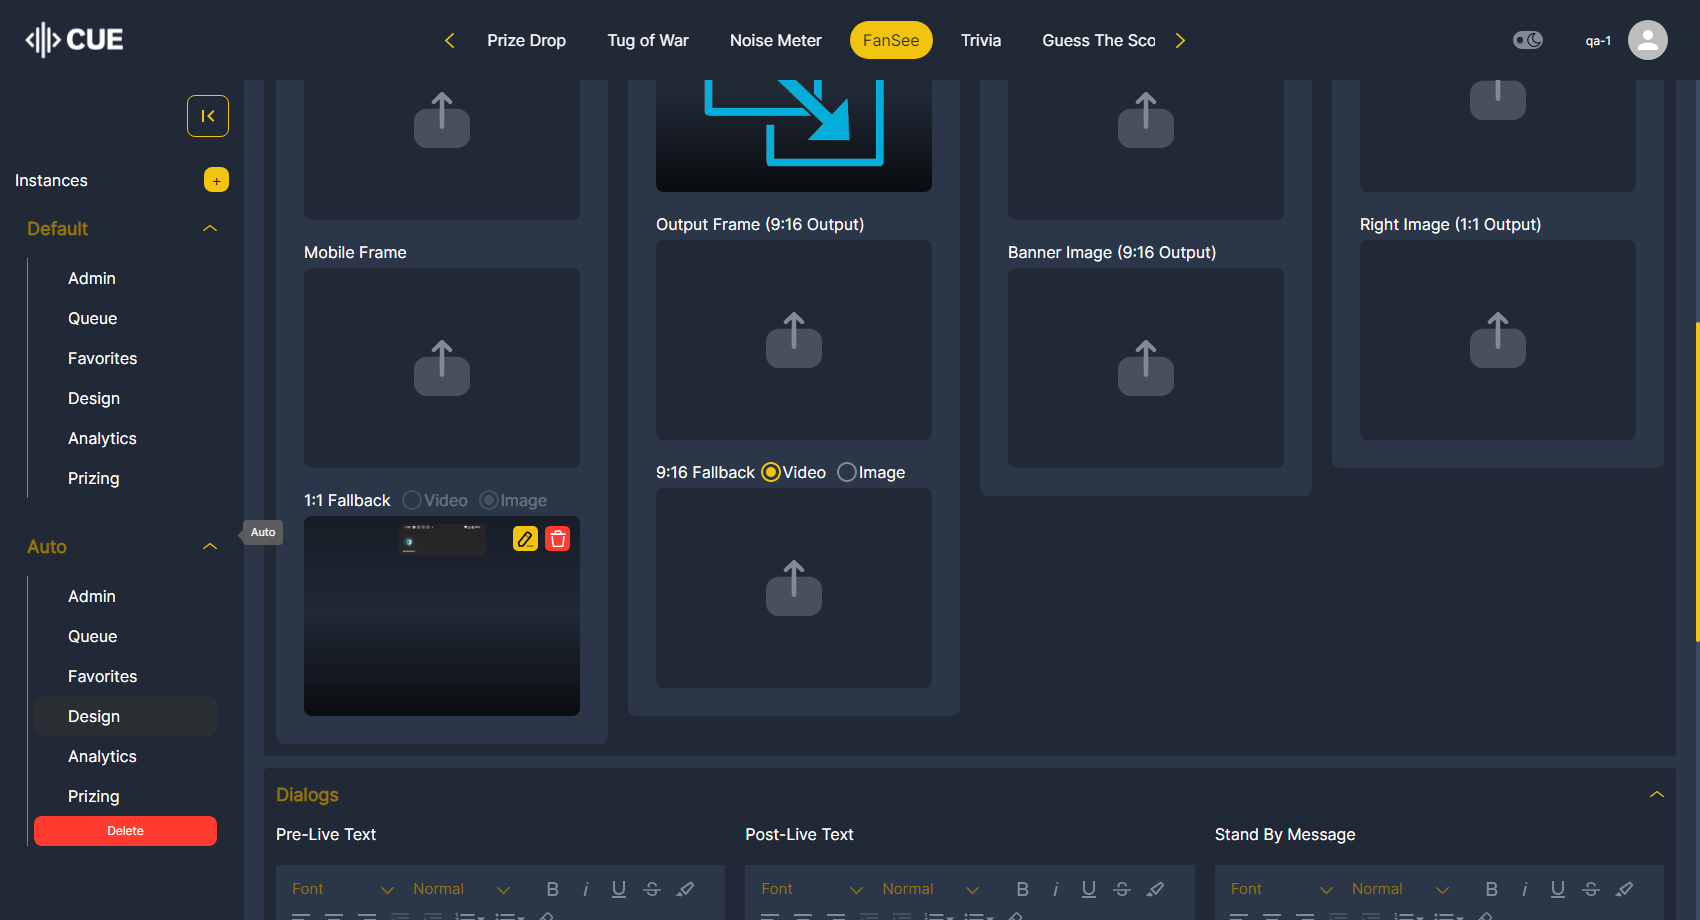 CUE
Prize Drop
Tug of War
Noise Meter
FanSee
Trivia
Guess The Sco
qa-1
Instances
+
Default
Admin
Queue
Favorites
Design
Analytics
Prizing
Auto
Auto
Admin
Queue
Favorites
Design
Analytics
Prizing
Delete
Mobile Frame
1:1 Fallback Video Image
Output Frame (9:16 Output)
9:16 Fallback Video Image
Banner Image (9:16 Output)
Right Image (1:1 Output)
Dialogs
Pre-Live Text
Font Normal B i U S
Post-Live Text
Font Normal B i U S
Stand By Message
Font Normal B i U S